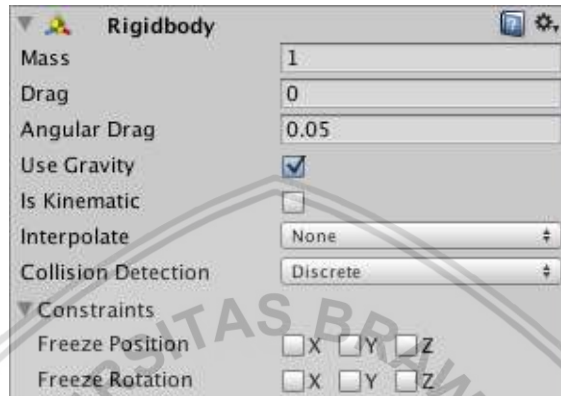 Rigidbody
Mass 1
Drag 0
Angular Drag 0.05
Use Gravity
Is Kinematic
Interpolate None
Collision Detection Discrete
Constraints
Freeze Position X Y Z
Freeze Rotation X Y Z